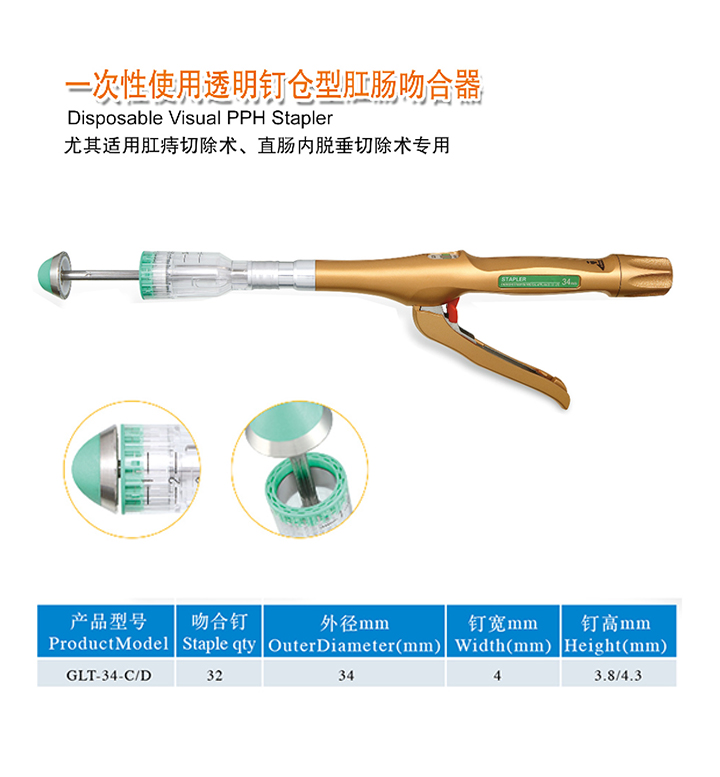 一次性使用透明钉仓型肛肠吻合器
Disposable Visual PPH Stapler
尤其适用肛痔切除术、直肠内脱垂切除术专用
STAPLER
34mm
产品型号 吻合钉 外径mm 钉宽mm 钉高mm
ProductModel Staple qty OuterDiameter(mm) Width(mm) Height(mm)
GLT-34-C/D 32 34 4 3.8/4.3